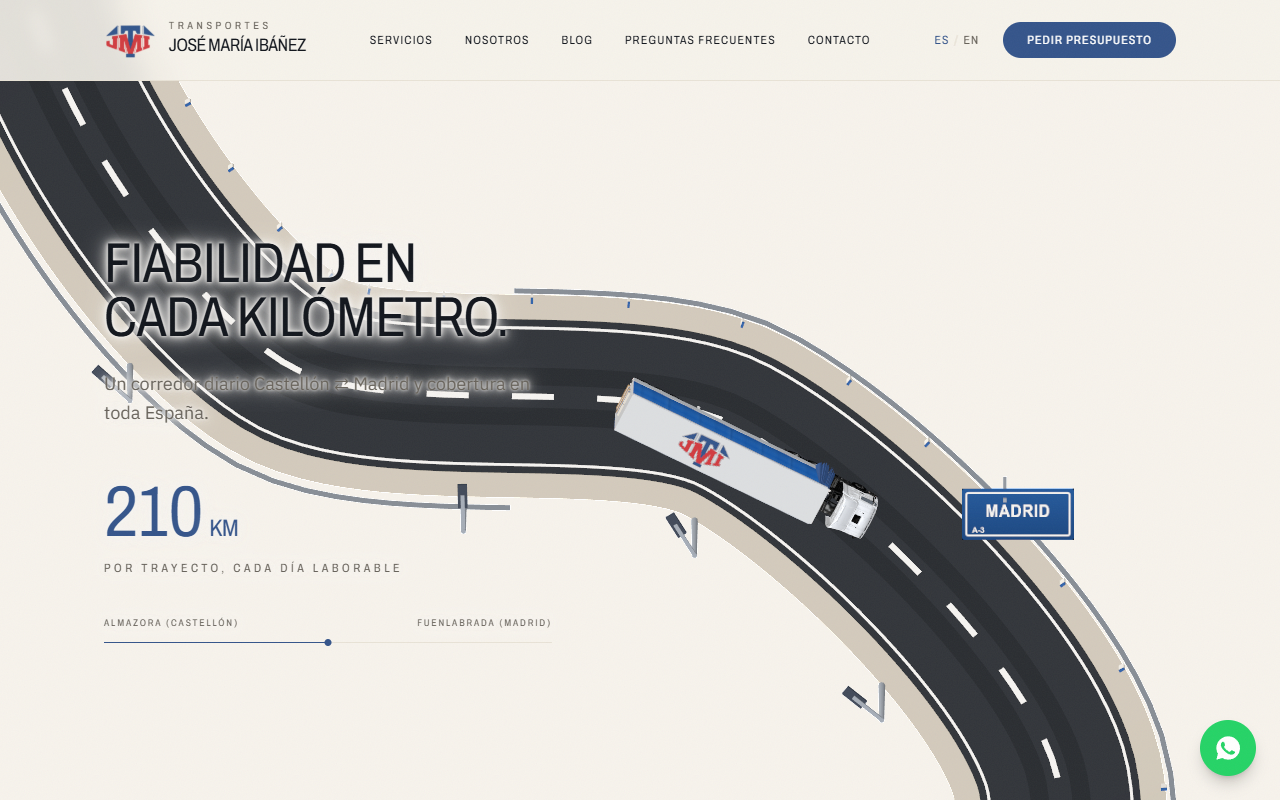 TRANSPORTES
JOSÉ MARÍA IBÁÑEZ
SERVICIOS
NOSOTROS
BLOG
PREGUNTAS FRECUENTES
CONTACTO
ES / EN
PEDIR PRESUPUESTO
FIABILIDAD EN
CADA KILÓMETRO.
Un corredor diario Castellón ⇄ Madrid y cobertura en
toda España.
JMI
MADRID
A-3
210 KM
POR TRAYECTO, CADA DÍA LABORABLE
ALMAZORA (CASTELLÓN)
FUENLABRADA (MADRID)